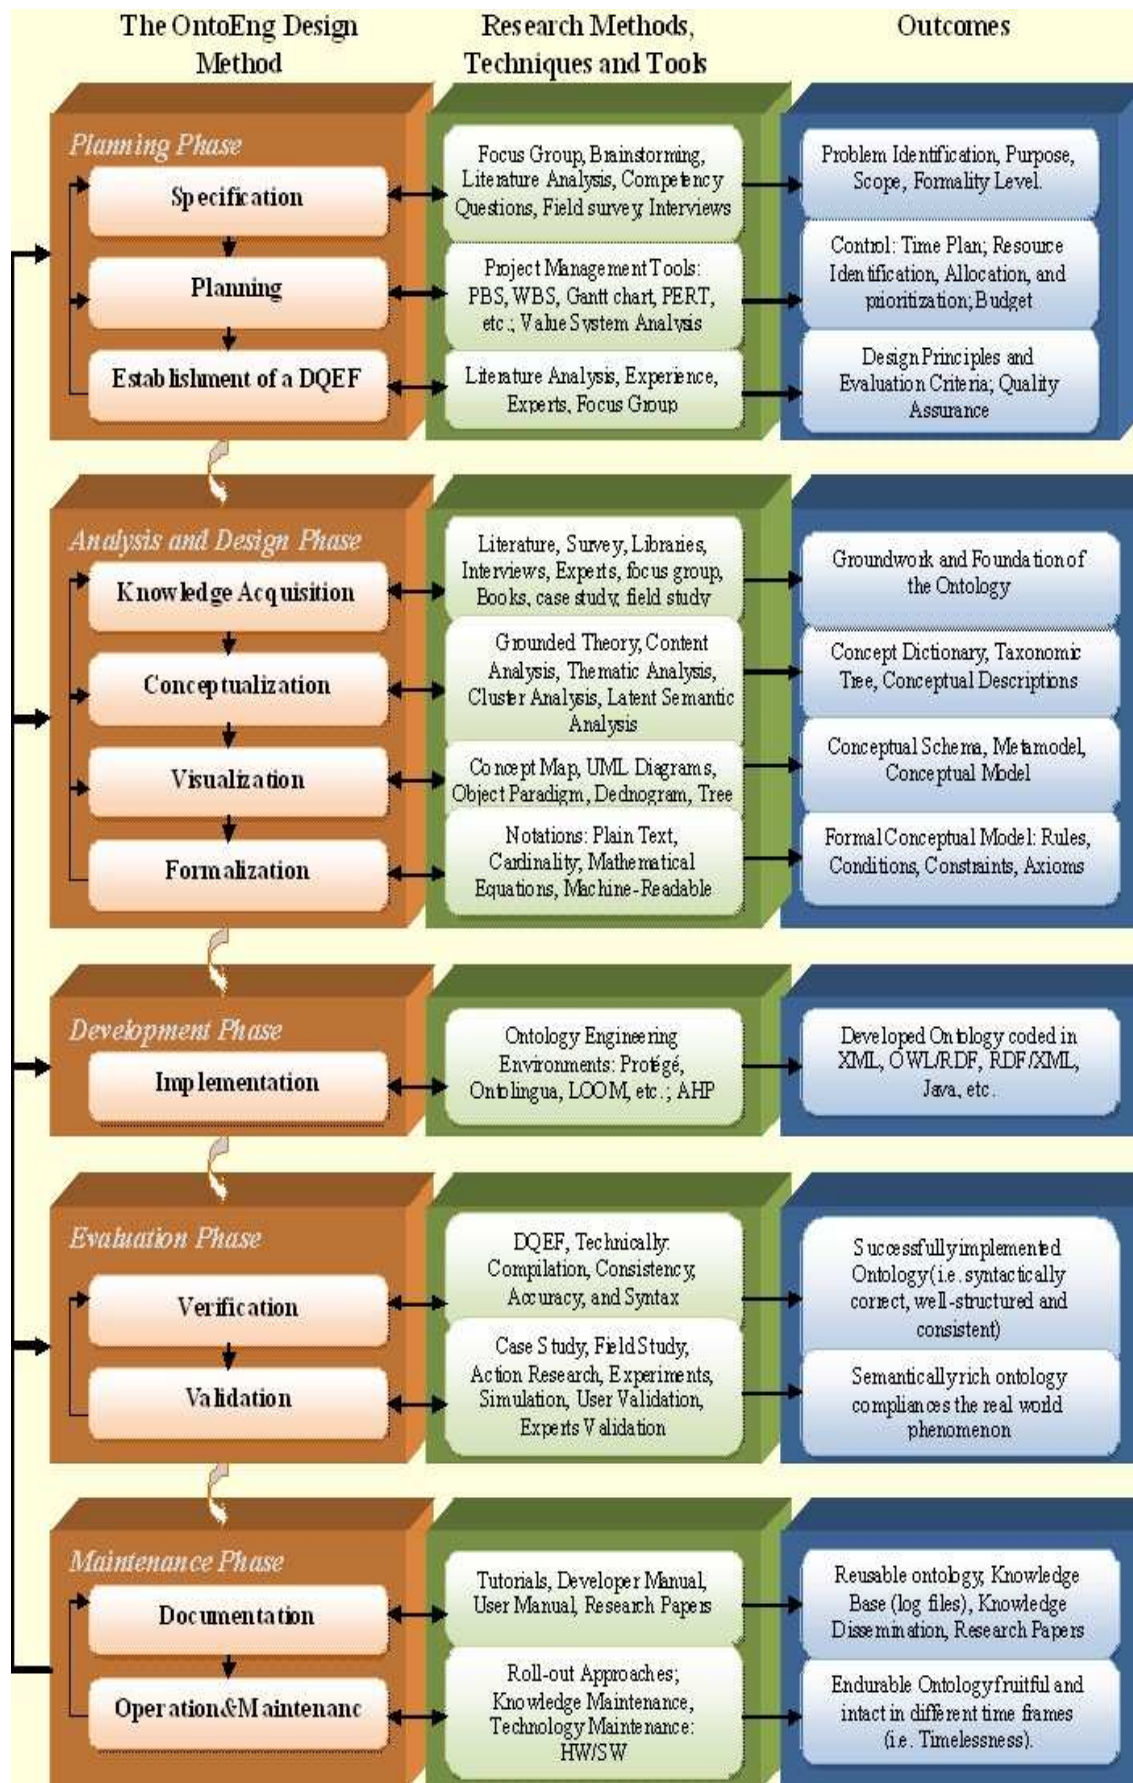 The OntoEng Design
Method
Research Methods,
Techniques and Tools
Outcomes
Planning Phase
Specification
Focus Group, Brainstorming,
Literature Analysis, Competency
Questions, Field survey, Interviews
Problem Identification, Purpose,
Scope, Formality Level.
Planning
Project Management Tools:
PBS, WBS, Gantt chart, PERT,
etc.; Value System Analysis
Control: Time Plan; Resource
Identification, Allocation, and
prioritization; Budget
Establishment of a DQEF
Literature Analysis, Experience,
Experts, Focus Group
Design Principles and
Evaluation Criteria; Quality
Assurance
Analysis and Design Phase
Knowledge Acquisition
Literature, Survey, Libraries,
Interviews, Experts, focus group,
Books, case study, field study
Groundwork and Foundation of
the Ontology
Conceptualization
Grounded Theory, Content
Analysis, Thematic Analysis,
Cluster Analysis, Latent Semantic
Analysis
Concept Dictionary, Taxonomic
Tree, Conceptual Descriptions
Visualization
Concept Map, UML Diagrams,
Object Paradigm, Dednogram, Tree
Conceptual Schema, Metamodel,
Conceptual Model
Formalization
Notations: Plain Text,
Cardinality, Mathematical
Equations, Machine-Readable
Formal Conceptual Model: Rules,
Conditions, Constraints, Axioms
Development Phase
Implementation
Ontology Engineering
Environments: Protégé,
Ontolingua, LOOM, etc.; AHP
Developed Ontology coded in
XML, OWL/RDF, RDF/XML,
Java, etc.
Evaluation Phase
Verification
DQEF, Technically:
Compilation, Consistency,
Accuracy, and Syntax
Successfully implemented
Ontology (i.e. syntactically
correct, well-structured and
consistent)
Validation
Case Study, Field Study,
Action Research, Experiments,
Simulation, User Validation,
Experts Validation
Semantically rich ontology
compliances the real world
phenomenon
Maintenance Phase
Documentation
Tutorials, Developer Manual,
User Manual, Research Papers
Reusable ontology, Knowledge
Base (log files), Knowledge
Dissemination, Research Papers
Operation&Maintenanc
Roll-out Approaches;
Knowledge Maintenance,
Technology Maintenance:
HW/SW
Endurable Ontology fruitful and
intact in different time frames
(i.e. Timelessness).